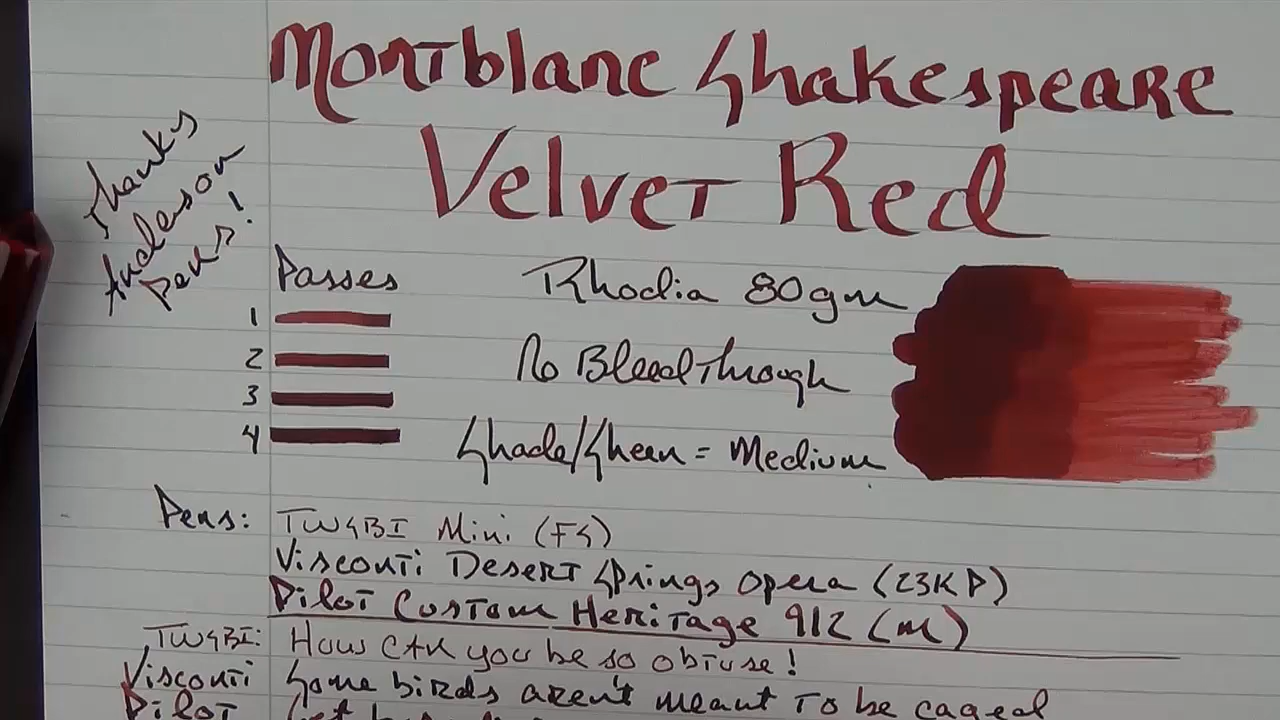 Montblanc Shakespeare
Velvet Red
Thanks
Anderson
Pens!
Passes
1
2
3
4
Rhodia 80gm
No Bleedthrough
Shade/Sheen = Medium
Pens: TWSBI Mini (FS)
Visconti Desert Springs Opera (23KP)
Pilot Custom Heritage 912 (M)
TWSBI: How can you be so obtuse!
Visconti Some birds aren't meant to be caged
Pilot